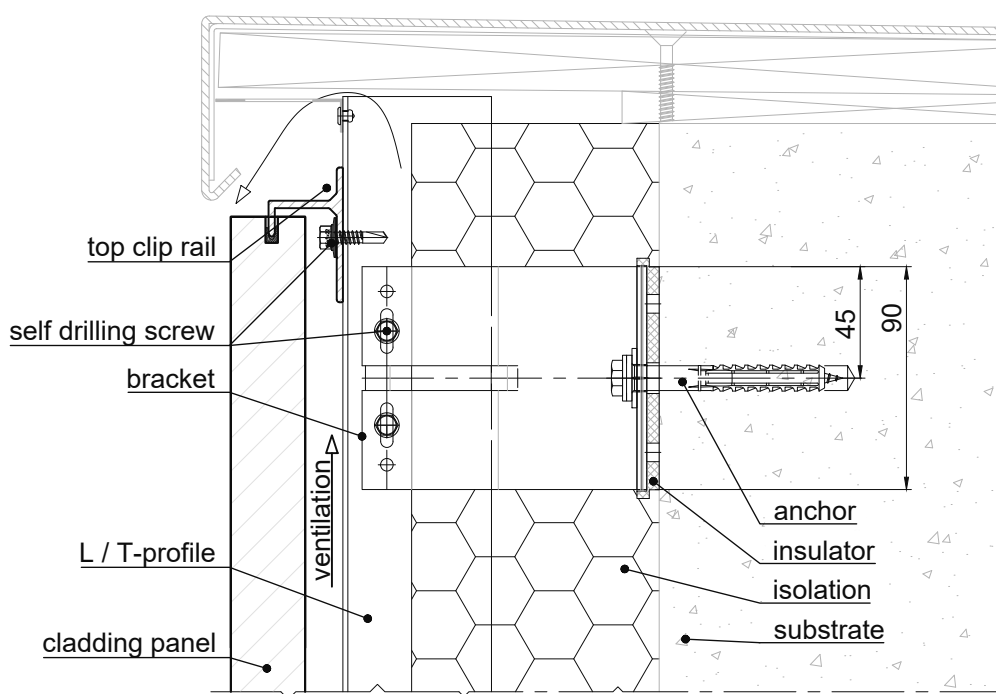 top clip rail
self drilling screw
bracket
ventilation
L / T-profile
cladding panel
45
90
anchor
insulator
isolation
substrate